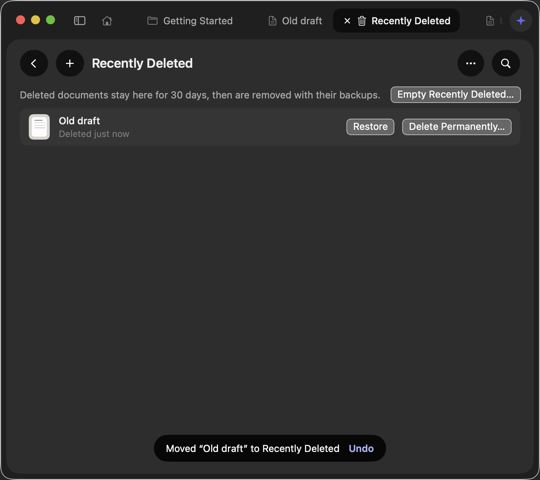 Getting Started
Old draft
Recently Deleted
Recently Deleted
Deleted documents stay here for 30 days, then are removed with their backups.
Empty Recently Deleted...
Old draft
Deleted just now
Restore
Delete Permanently...
Moved “Old draft” to Recently Deleted
Undo